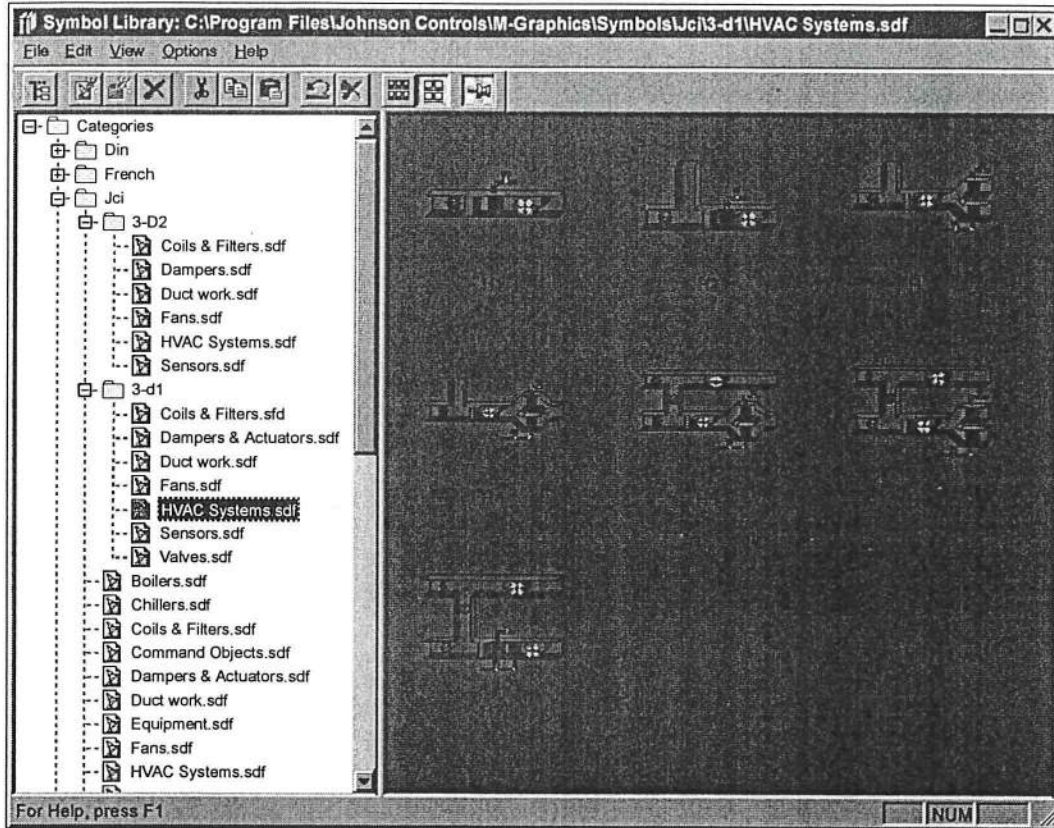 Symbol Library: C:\Program Files\Johnson Controls\M-Graphics\Symbols\Jci\3-d1\HVAC Systems.sdf
File Edit View Options Help
Categories
Din
French
Jci
3-D2
Coils & Filters.sdf
Dampers.sdf
Duct work.sdf
Fans.sdf
HVAC Systems.sdf
Sensors.sdf
3-d1
Coils & Filters.sfd
Dampers & Actuators.sdf
Duct work.sdf
Fans.sdf
HVAC Systems.sdf
Sensors.sdf
Valves.sdf
Boilers.sdf
Chillers.sdf
Coils & Filters.sdf
Command Objects.sdf
Dampers & Actuators.sdf
Duct work.sdf
Equipment.sdf
Fans.sdf
HVAC Systems.sdf
For Help, press F1
NUM